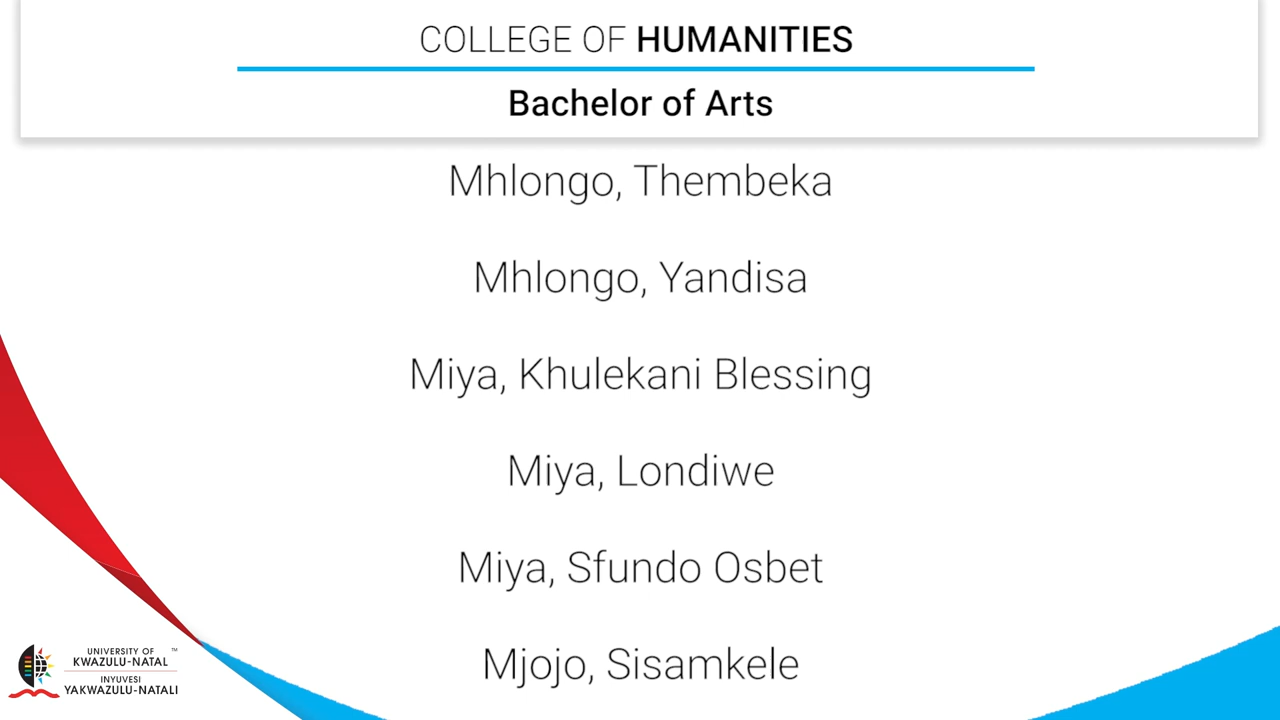 COLLEGE OF HUMANITIES
Bachelor of Arts
Mhlongo, Thembeka
Mhlongo, Yandisa
Miya, Khulekani Blessing
Miya, Londiwe
Miya, Sfundo Osbet
Mjojo, Sisamkele
UNIVERSITY OF ™
KWAZULU-NATAL
INYUVESI
YAKWAZULU-NATALI